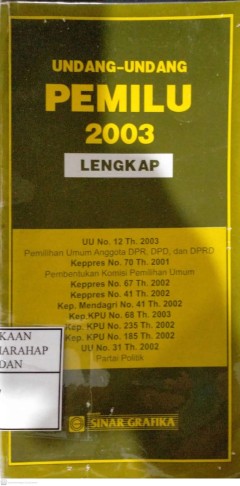 UNDANG-UNDANG
PEMILU
2003
LENGKAP
UU No. 12 Th. 2003
Pemilihan Umum Anggota DPR, DPD, dan DPRD
Keppres No. 70 Th. 2001
Pembentukan Komisi Pemilihan Umum
Keppres No. 67 Th. 2002
Keppres No. 41 Th. 2002
Kep. Mendagri No. 41 Th. 2002
Kep.KPU No. 68 Th. 2003
Kep. KPU No. 235 Th. 2002
Kep. KPU No. 185 Th. 2002
UU No. 31 Th. 2002
Partai Politik
KAAN
HARAHAP
DAN
SINAR GRAFIKA